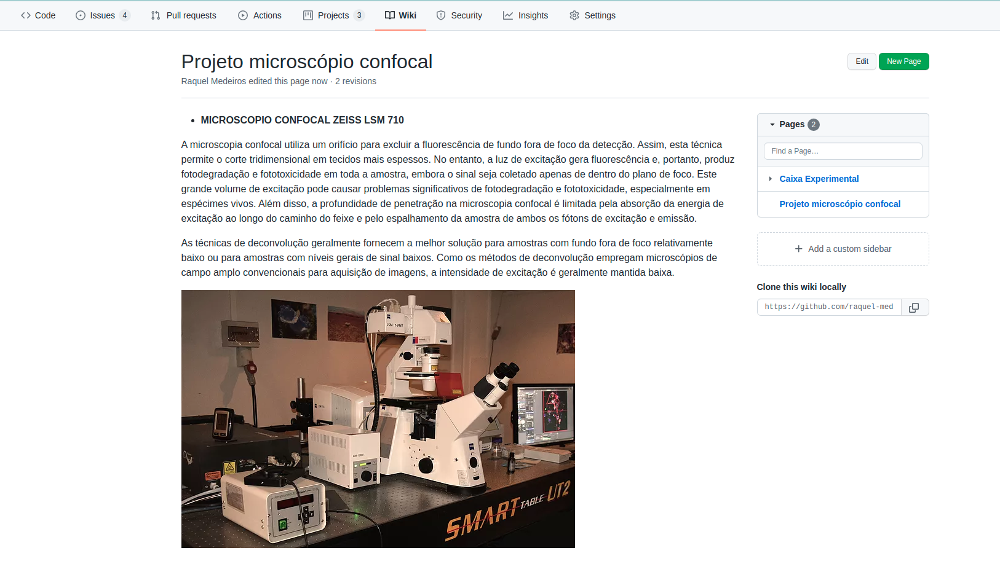 Code Issues 4 Pull requests Actions Projects 3 Wiki Security Insights Settings
Projeto microscópio confocal
Edit New Page
Raquel Medeiros edited this page now · 2 revisions
• MICROSCOPIO CONFOCAL ZEISS LSM 710
A microscopia confocal utiliza um orifício para excluir a fluorescência de fundo fora de foco da detecção. Assim, esta técnica
permite o corte tridimensional em tecidos mais espessos. No entanto, a luz de excitação gera fluorescência e, portanto, produz
fotodegradação e fototoxicidade em toda a amostra, embora o sinal seja coletado apenas de dentro do plano de foco. Este
grande volume de excitação pode causar problemas significativos de fotodegradação e fototoxicidade, especialmente em
espécimes vivos. Além disso, a profundidade de penetração na microscopia confocal é limitada pela absorção da energia de
excitação ao longo do caminho do feixe e pelo espalhamento da amostra de ambos os fótons de excitação e emissão.
As técnicas de deconvolução geralmente fornecem a melhor solução para amostras com fundo fora de foco relativamente
baixo ou para amostras com níveis gerais de sinal baixos. Como os métodos de deconvolução empregam microscópios de
campo amplo convencionais para aquisição de imagens, a intensidade de excitação é geralmente mantida baixa.
LSM T-PMT
SMART TABLE UT2
Pages 2
Find a Page...
Caixa Experimental
Projeto microscópio confocal
Add a custom sidebar
Clone this wiki locally
https://github.com/raquel-med